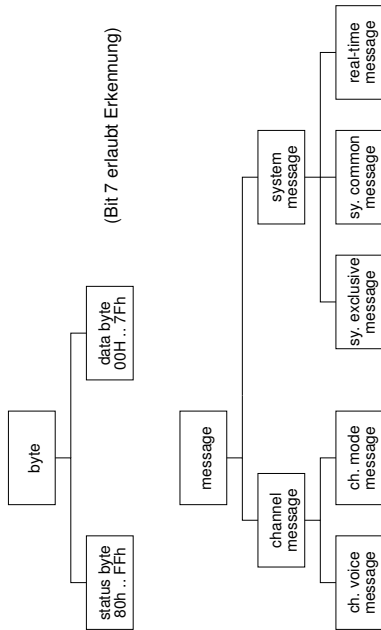 byte
status byte
80h .. FFh
data byte
00H .. 7Fh
(Bit 7 erlaubt Erkennung)
message
channel
message
system
message
ch. voice
message
ch. mode
message
sy. exclusive
message
sy. common
message
real-time
message